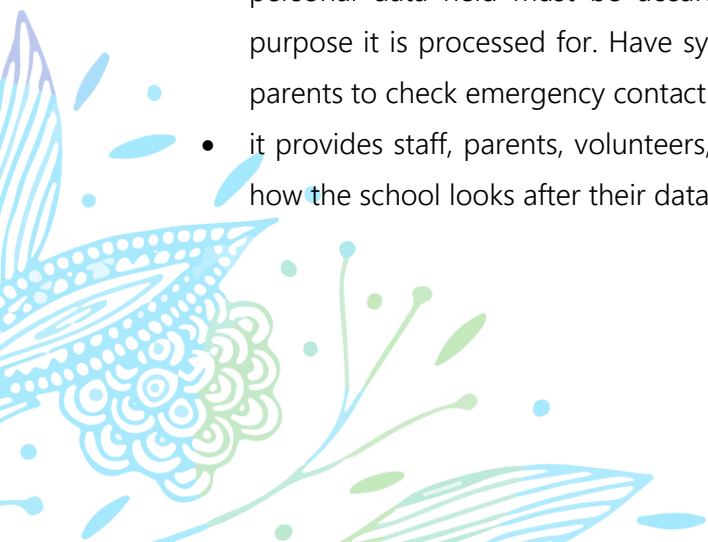 purpose it is processed for. Have sy
parents to check emergency contact
• it provides staff, parents, volunteers,
how the school looks after their data